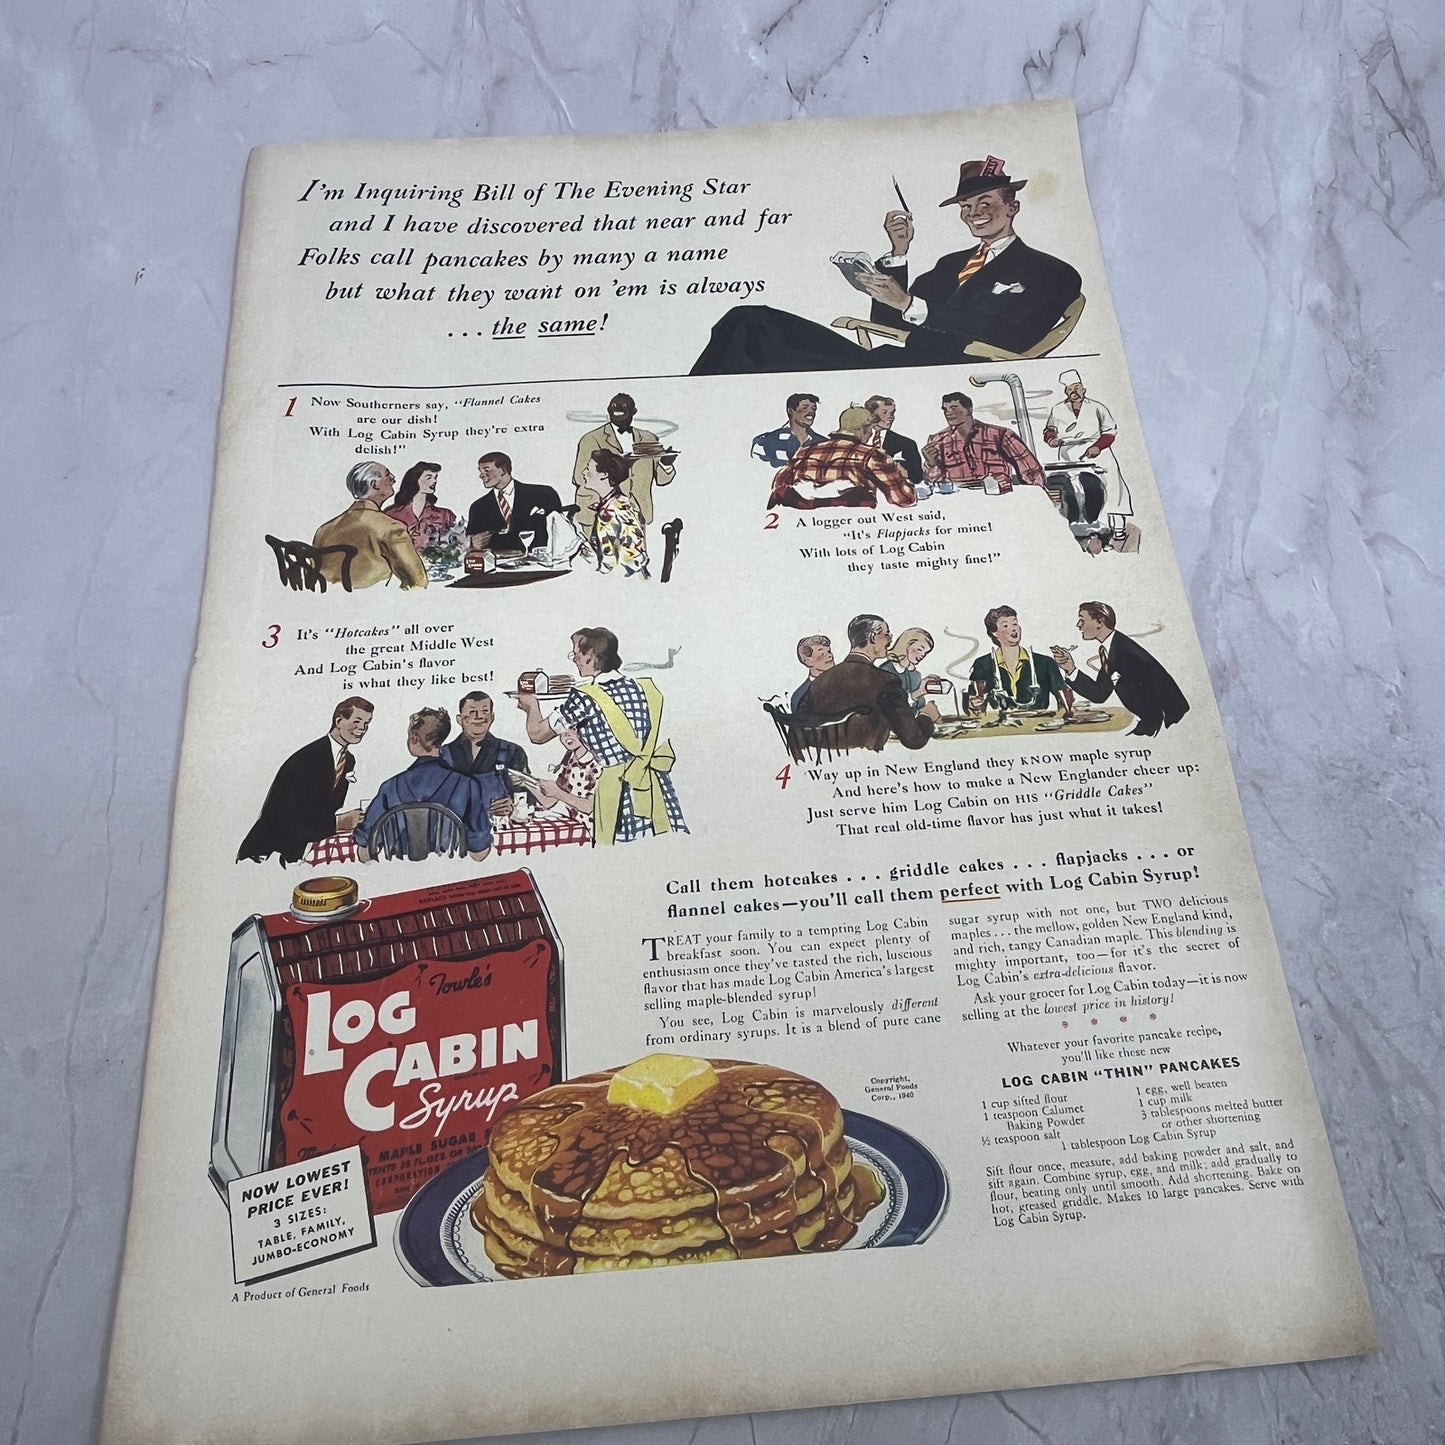 I'm Inquiring Bill of The Evening Star
and I have discovered that near and far
Folks call pancakes by many a name
but what they want on 'em is always
... the same!
1 Now Southerners say, "Flannel Cakes
are our dish!
With Log Cabin Syrup they're extra
delish!"
LOG
CABIN
2 A logger out West said,
"It's Flapjacks for mine!
With lots of Log Cabin
they taste mighty fine!"
3 It's "Hotcakes" all over
the great Middle West
And Log Cabin's flavor
is what they like best!
4 Way up in New England they KNOW maple syrup
And here's how to make a New Englander cheer up:
Just serve him Log Cabin on HIS "Griddle Cakes"
That real old-time flavor has just what it takes!
Call them hotcakes ... griddle cakes ... flapjacks ... or
flannel cakes—you'll call them perfect with Log Cabin Syrup!
TREAT your family to a tempting Log Cabin
breakfast soon. You can expect plenty of
enthusiasm once they've tasted the rich, luscious
flavor that has made Log Cabin America's largest
selling maple-blended syrup!
You see, Log Cabin is marvelously different
from ordinary syrups. It is a blend of pure cane
sugar syrup with not one, but TWO delicious
maples ... the mellow, golden New England kind,
and rich, tangy Canadian maple. This blending is
mighty important, too—for it's the secret of
Log Cabin's extra-delicious flavor.
Ask your grocer for Log Cabin today—it is now
selling at the lowest price in history!
* * * *
Whatever your favorite pancake recipe,
you'll like these new
LOG CABIN "THIN" PANCAKES
1 cup sifted flour
1 teaspoon Calumet
Baking Powder
½ teaspoon salt
1 egg, well beaten
1 cup milk
3 tablespoons melted butter
or other shortening
1 tablespoon Log Cabin Syrup
Sift flour once, measure, add baking powder and salt, and
sift again. Combine syrup, egg, and milk; add gradually to
flour, beating only until smooth. Add shortening. Bake on
hot, greased griddle. Makes 10 large pancakes. Serve with
Log Cabin Syrup.
Copyright,
General Foods
Corp., 1940
Towle's
LOG
CABIN
Syrup
MAPLE SUGAR
NOW LOWEST
PRICE EVER!
3 SIZES:
TABLE, FAMILY,
JUMBO-ECONOMY
A Product of General Foods